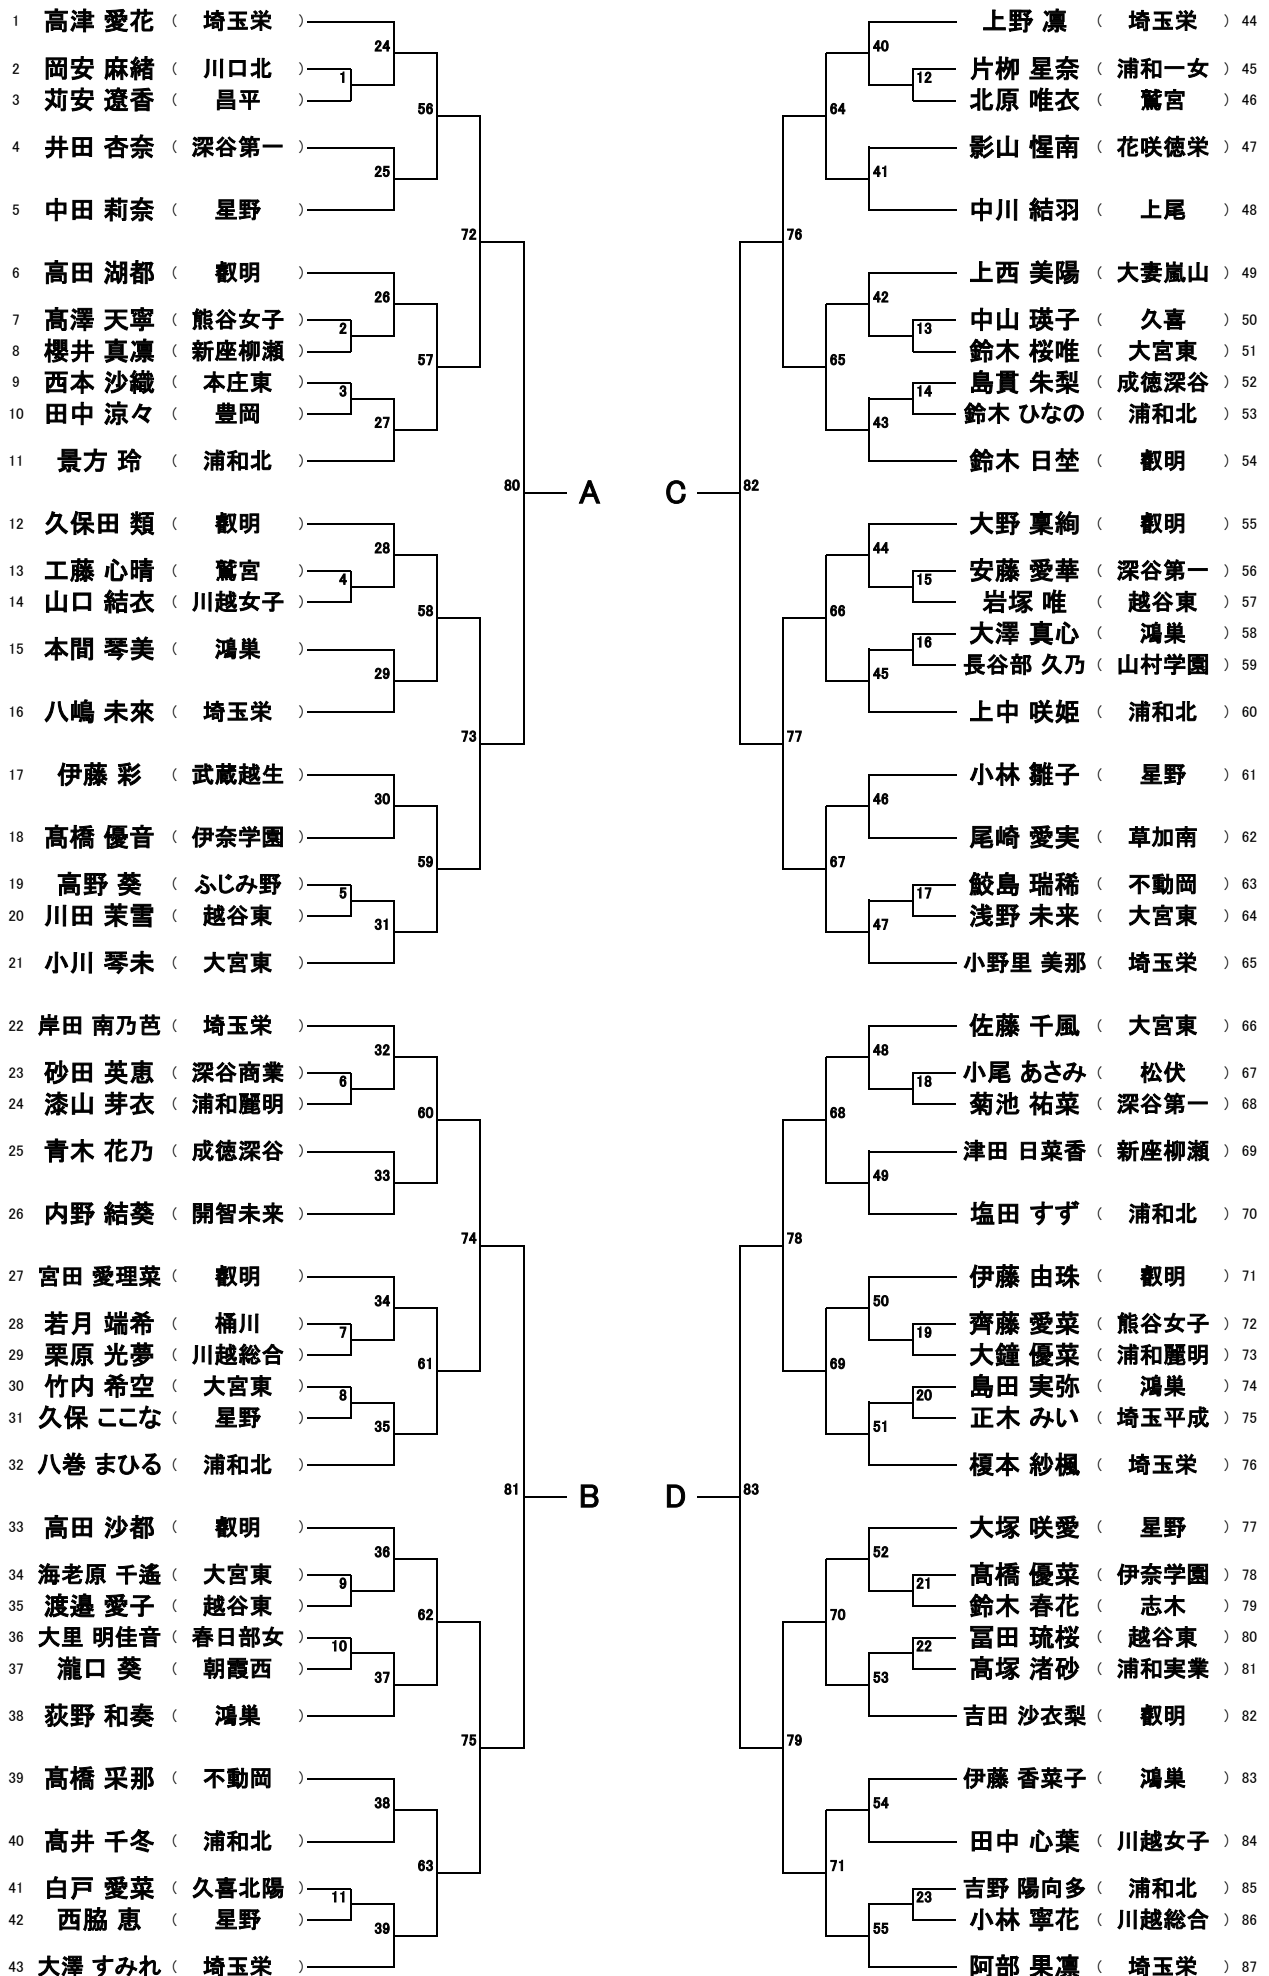 1 高津 愛花 （ 埼玉栄 ）
24
2 岡安 麻緒 （ 川口北 ）
1
3 苅安 遼香 （ 昌平 ）
56
4 井田 杏奈 （ 深谷第一 ）
25
5 中田 莉奈 （ 星野 ）
72
6 高田 湖都 （ 叡明 ）
26
7 髙澤 天寧 （ 熊谷女子 ）
2
8 櫻井 真凜 （ 新座柳瀬 ）
57
9 西本 沙織 （ 本庄東 ）
3
10 田中 涼々 （ 豊岡 ）
27
11 景方 玲 （ 浦和北 ）
80 A
12 久保田 類 （ 叡明 ）
28
13 工藤 心晴 （ 鷲宮 ）
4
14 山口 結衣 （ 川越女子 ）
58
15 本間 琴美 （ 鴻巣 ）
29
16 八嶋 未來 （ 埼玉栄 ）
73
17 伊藤 彩 （ 武蔵越生 ）
30
18 髙橋 優音 （ 伊奈学園 ）
59
19 高野 葵 （ ふじみ野 ）
5
20 川田 茉雪 （ 越谷東 ）
31
21 小川 琴未 （ 大宮東 ）
22 岸田 南乃芭 （ 埼玉栄 ）
32
23 砂田 英恵 （ 深谷商業 ）
6
24 漆山 芽衣 （ 浦和麗明 ）
60
25 青木 花乃 （ 成徳深谷 ）
33
26 内野 結葵 （ 開智未来 ）
74
27 宮田 愛理菜 （ 叡明 ）
34
28 若月 端希 （ 桶川 ）
7
29 栗原 光夢 （ 川越総合 ）
61
30 竹内 希空 （ 大宮東 ）
8
31 久保 ここな （ 星野 ）
35
32 八巻 まひる （ 浦和北 ）
81 B
33 高田 沙都 （ 叡明 ）
36
34 海老原 千遙 （ 大宮東 ）
9
35 渡邉 愛子 （ 越谷東 ）
62
36 大里 明佳音 （ 春日部女 ）
10
37 瀧口 葵 （ 朝霞西 ）
37
38 荻野 和奏 （ 鴻巣 ）
75
39 髙橋 采那 （ 不動岡 ）
38
40 髙井 千冬 （ 浦和北 ）
63
41 白戸 愛菜 （ 久喜北陽 ）
11
42 西脇 恵 （ 星野 ）
39
43 大澤 すみれ （ 埼玉栄 ）
上野 凛 （ 埼玉栄 ） 44
40
片栁 星奈 （ 浦和一女 ） 45
12
北原 唯衣 （ 鷲宮 ） 46
64
影山 惺南 （ 花咲徳栄 ） 47
41
中川 結羽 （ 上尾 ） 48
76
上西 美陽 （ 大妻嵐山 ） 49
42
中山 瑛子 （ 久喜 ） 50
13
鈴木 桜唯 （ 大宮東 ） 51
65
島貫 朱梨 （ 成徳深谷 ） 52
14
鈴木 ひなの （ 浦和北 ） 53
43
鈴木 日埜 （ 叡明 ） 54
C 82
大野 稟絢 （ 叡明 ） 55
44
安藤 愛華 （ 深谷第一 ） 56
15
岩塚 唯 （ 越谷東 ） 57
66
大澤 真心 （ 鴻巣 ） 58
16
長谷部 久乃 （ 山村学園 ） 59
45
上中 咲姫 （ 浦和北 ） 60
77
小林 雛子 （ 星野 ） 61
46
尾崎 愛実 （ 草加南 ） 62
67
鮫島 瑞稀 （ 不動岡 ） 63
17
浅野 未来 （ 大宮東 ） 64
47
小野里 美那 （ 埼玉栄 ） 65
佐藤 千風 （ 大宮東 ） 66
48
小尾 あさみ （ 松伏 ） 67
18
菊池 祐菜 （ 深谷第一 ） 68
68
津田 日菜香 （ 新座柳瀬 ） 69
49
塩田 すず （ 浦和北 ） 70
78
伊藤 由珠 （ 叡明 ） 71
50
齊藤 愛菜 （ 熊谷女子 ） 72
19
大鐘 優菜 （ 浦和麗明 ） 73
69
島田 実弥 （ 鴻巣 ） 74
20
正木 みい （ 埼玉平成 ） 75
51
榎本 紗楓 （ 埼玉栄 ） 76
D 83
大塚 咲愛 （ 星野 ） 77
52
髙橋 優菜 （ 伊奈学園 ） 78
21
鈴木 春花 （ 志木 ） 79
70
冨田 琉桜 （ 越谷東 ） 80
22
髙塚 渚砂 （ 浦和実業 ） 81
53
吉田 沙衣梨 （ 叡明 ） 82
79
伊藤 香菜子 （ 鴻巣 ） 83
54
田中 心葉 （ 川越女子 ） 84
71
吉野 陽向多 （ 浦和北 ） 85
23
小林 寧花 （ 川越総合 ） 86
55
阿部 果凛 （ 埼玉栄 ） 87